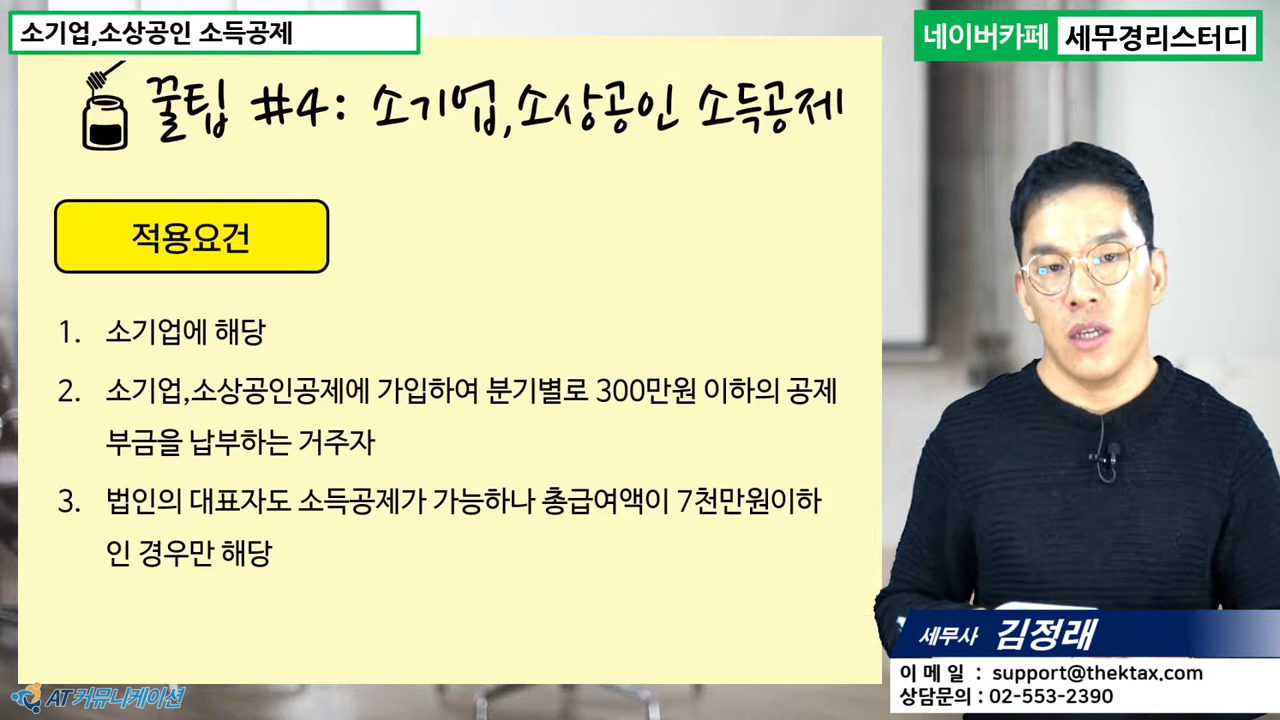 소기업,소상공인 소득공제
네이버카페 세무경리스터디
꿀팁 #4: 소기업,소상공인 소득공제
적용요건
1. 소기업에 해당
2. 소기업,소상공인공제에 가입하여 분기별로 300만원 이하의 공제
부금을 납부하는 거주자
3. 법인의 대표자도 소득공제가 가능하나 총급여액이 7천만원이하
인 경우만 해당
세무사 김정래
이 메 일 : support@thektax.com
상담문의 : 02-553-2390
AT커뮤니케이션